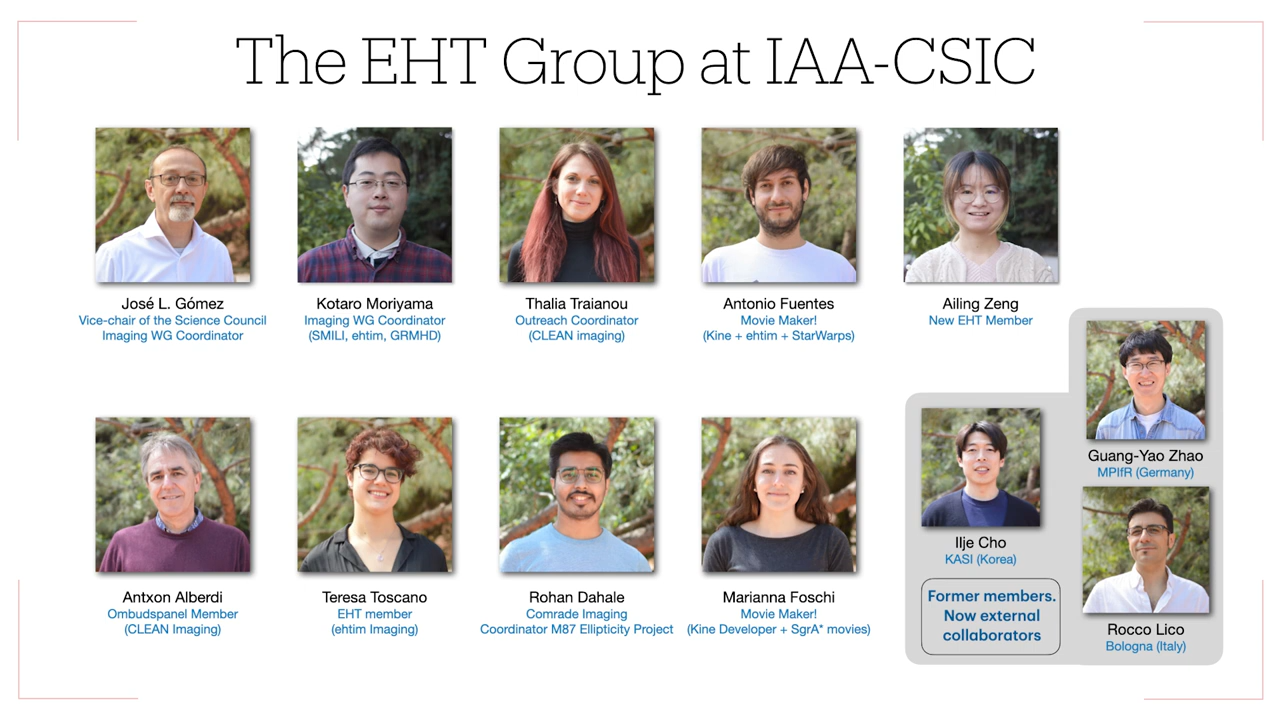 The EHT Group at IAA-CSIC
José L. Gómez
Vice-chair of the Science Council
Imaging WG Coordinator
Kotaro Moriyama
Imaging WG Coordinator
(SMILI, ehtim, GRMHD)
Thalia Traianou
Outreach Coordinator
(CLEAN imaging)
Antonio Fuentes
Movie Maker!
(Kine + ehtim + StarWarps)
Ailing Zeng
New EHT Member
Antxon Alberdi
Ombudspanel Member
(CLEAN Imaging)
Teresa Toscano
EHT member
(ehtim Imaging)
Rohan Dahale
Comrade Imaging
Coordinator M87 Ellipticity Project
Marianna Foschi
Movie Maker!
(Kine Developer + SgrA* movies)
Guang-Yao Zhao
MPIfR (Germany)
Ilje Cho
KASI (Korea)
Former members.
Now external
collaborators
Rocco Lico
Bologna (Italy)